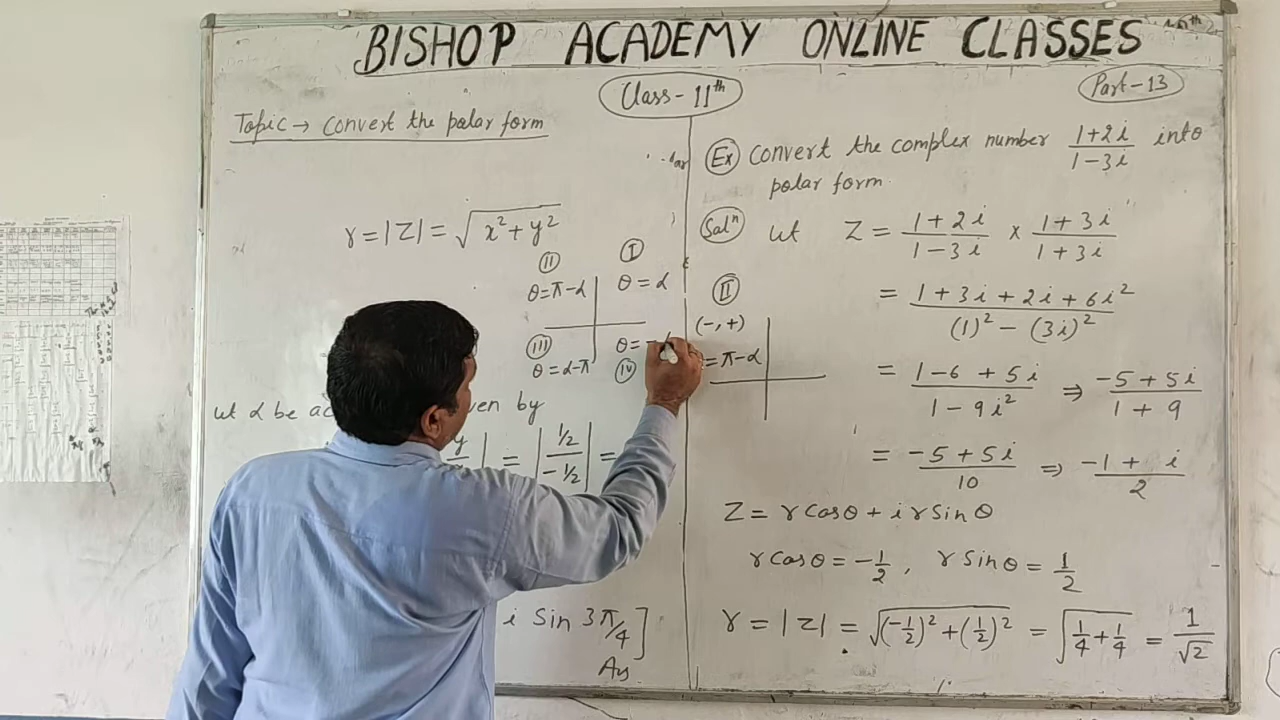 BISHOP ACADEMY ONLINE CLASSES
Class - 11th
Part - 13
Topic → Convert the polar form
r = |Z| = √(x² + y²)
II
I
θ = π - α
θ = α
III
θ = -
θ = α - π
IV
Let α be
given by
y
| = | 1/2 / - 1/2 | =
i Sin 3π/4 ]
Ans
Ex Convert the complex number (1+2i)/(1-3i) into
polar form.
Solⁿ Let Z = (1+2i)/(1-3i) × (1+3i)/(1+3i)
= (1+3i+2i+6i²)/((1)² - (3i)²)
II
(-, +)
= π - α
= (1-6+5i)/(1-9i²) ⇒ (-5+5i)/(1+9)
= (-5+5i)/10 ⇒ (-1+i)/2
Z = r Cosθ + i r Sinθ
r Cosθ = -1/2 , r Sinθ = 1/2
r = |Z| = √((-1/2)² + (1/2)²) = √(1/4 + 1/4) = 1/√2